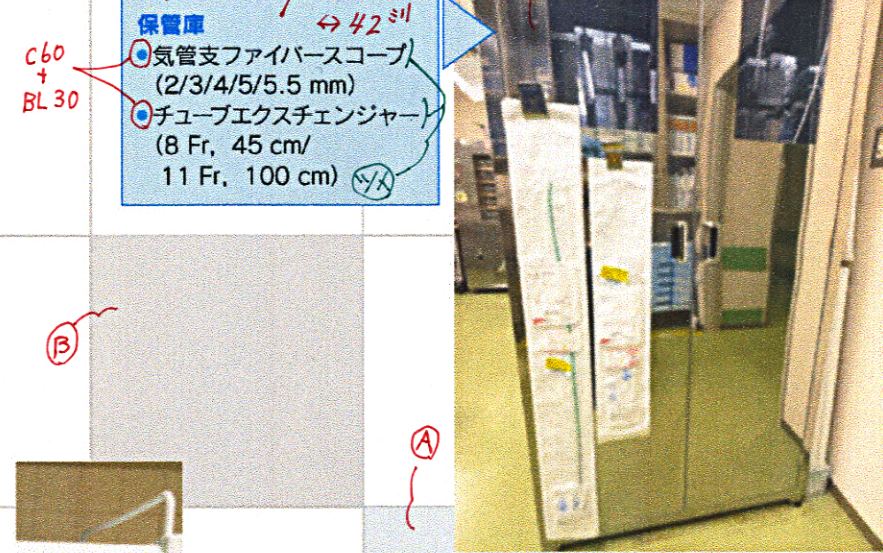 ↔42ミリ
保管庫
C60
+
BL30
●気管支ファイバースコープ
(2/3/4/5/5.5 mm)
●チューブエクスチェンジャー
(8 Fr, 45 cm/
11 Fr, 100 cm)
ツメ
B
A